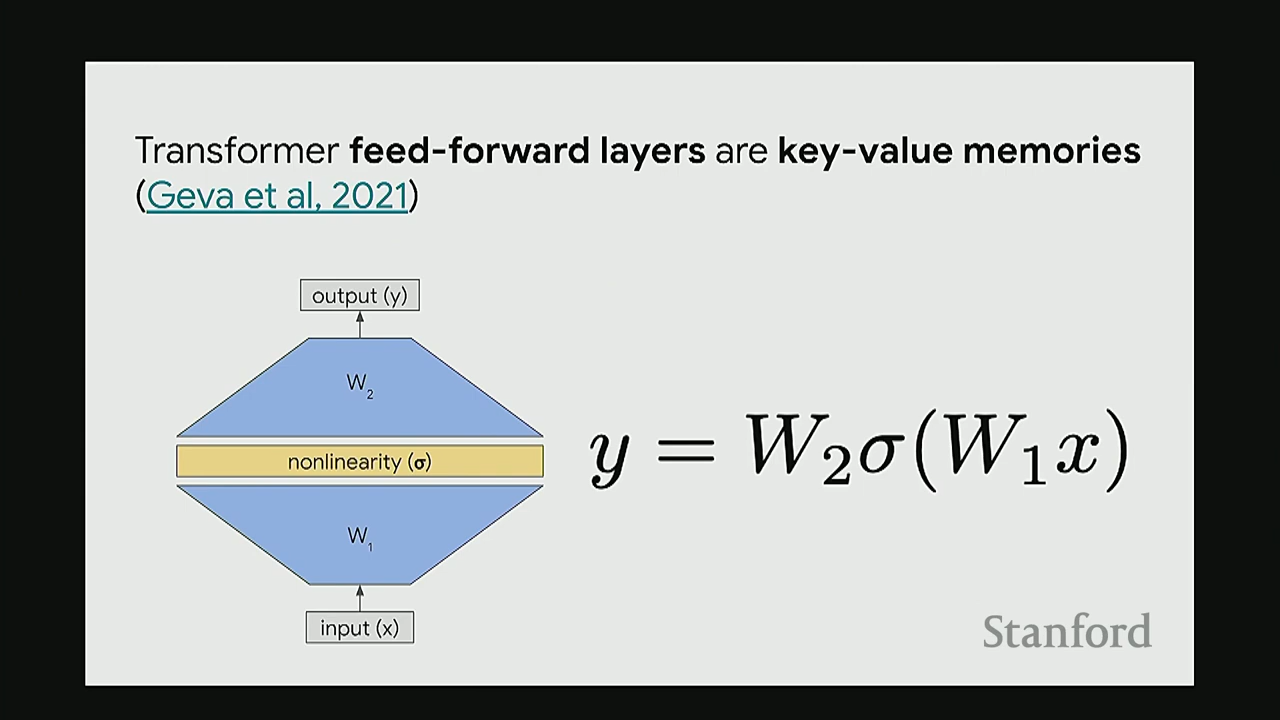 Transformer feed-forward layers are key-value memories
(Geva et al, 2021)
output (y)
W₂
nonlinearity (σ)
W₁
input (x)
y = W₂σ(W₁x)
Stanford